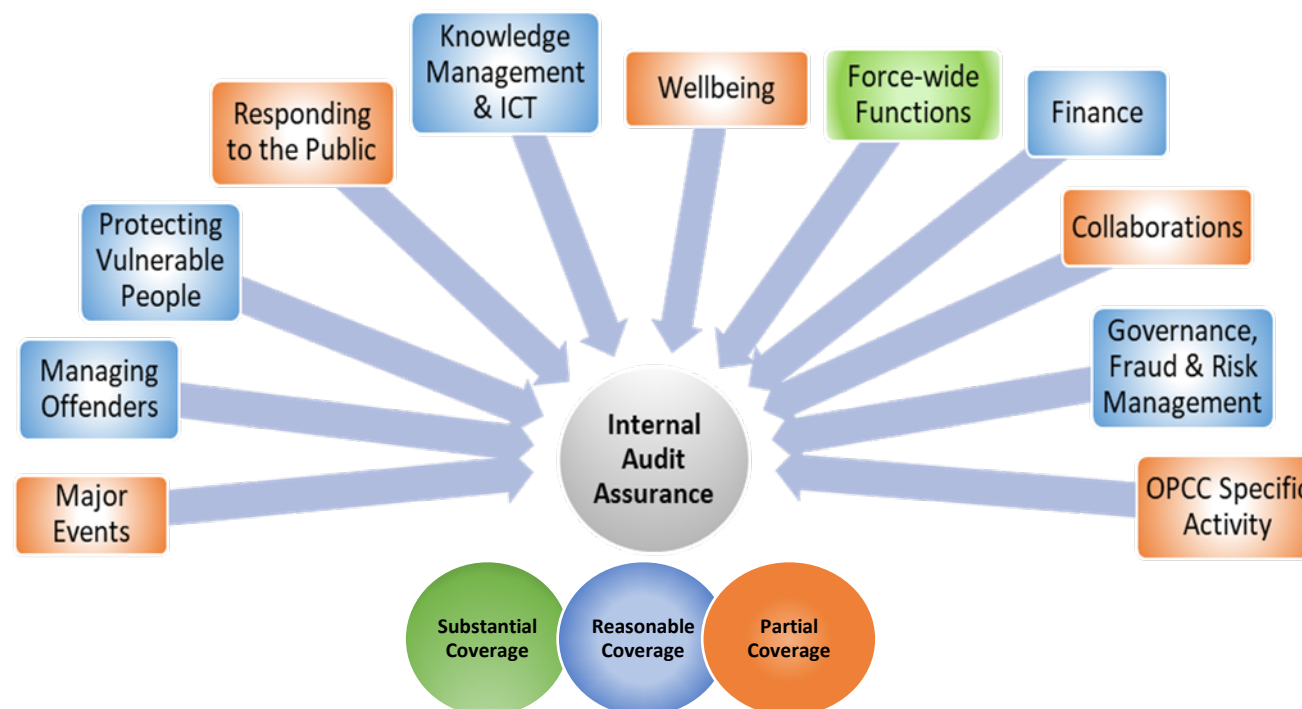 Knowledge
Management
& ICT
Wellbeing
Force-wide
Functions
Finance
Responding
to the Public
Collaborations
Protecting
Vulnerable
People
Governance,
Fraud & Risk
Management
Managing
Offenders
Internal
Audit
Assurance
Major
Events
OPCC Specific
Activity
Substantial
Coverage
Reasonable
Coverage
Partial
Coverage